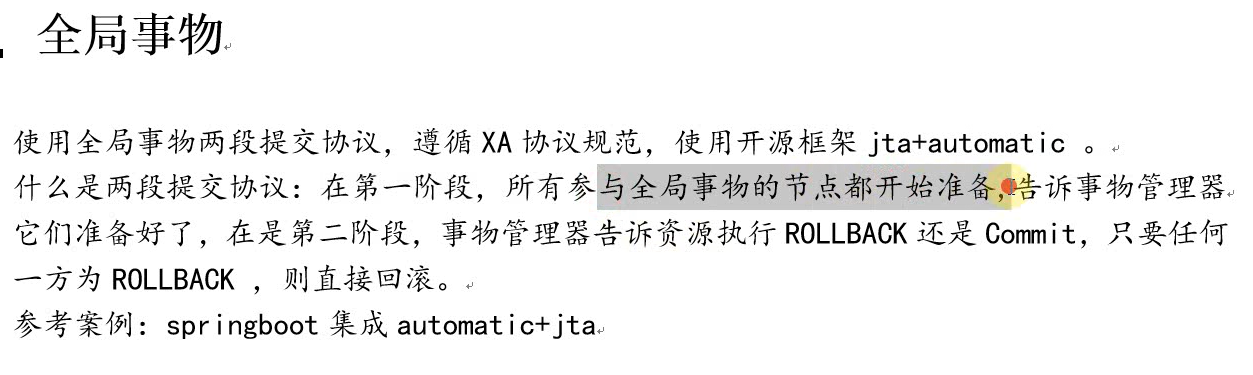 全局事物
使用全局事物两段提交协议，遵循 XA 协议规范，使用开源框架 jta+automatic 。
什么是两段提交协议：在第一阶段，所有参与全局事物的节点都开始准备,告诉事物管理器
它们准备好了，在是第二阶段，事物管理器告诉资源执行 ROLLBACK 还是 Commit，只要任何
一方为 ROLLBACK ，则直接回滚。
参考案例：springboot 集成 automatic+jta